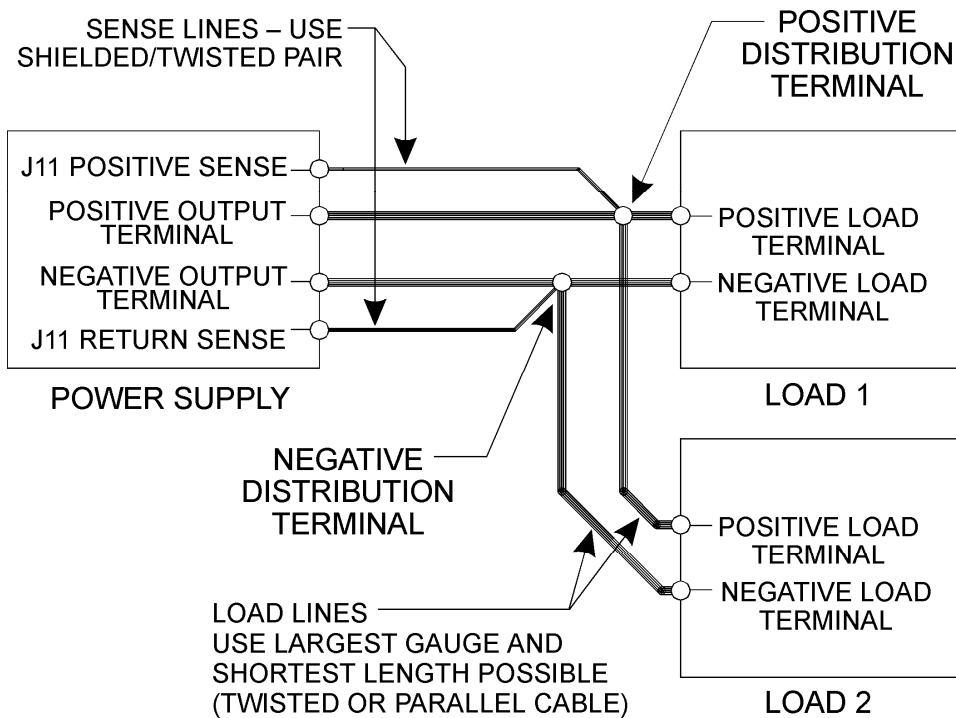 SENSE LINES – USE
SHIELDED/TWISTED PAIR
POSITIVE
DISTRIBUTION
TERMINAL
J11 POSITIVE SENSE
POSITIVE OUTPUT
TERMINAL
NEGATIVE OUTPUT
TERMINAL
J11 RETURN SENSE
POWER SUPPLY
POSITIVE LOAD
TERMINAL
NEGATIVE LOAD
TERMINAL
LOAD 1
NEGATIVE
DISTRIBUTION
TERMINAL
POSITIVE LOAD
TERMINAL
NEGATIVE LOAD
TERMINAL
LOAD 2
LOAD LINES
USE LARGEST GAUGE AND
SHORTEST LENGTH POSSIBLE
(TWISTED OR PARALLEL CABLE)